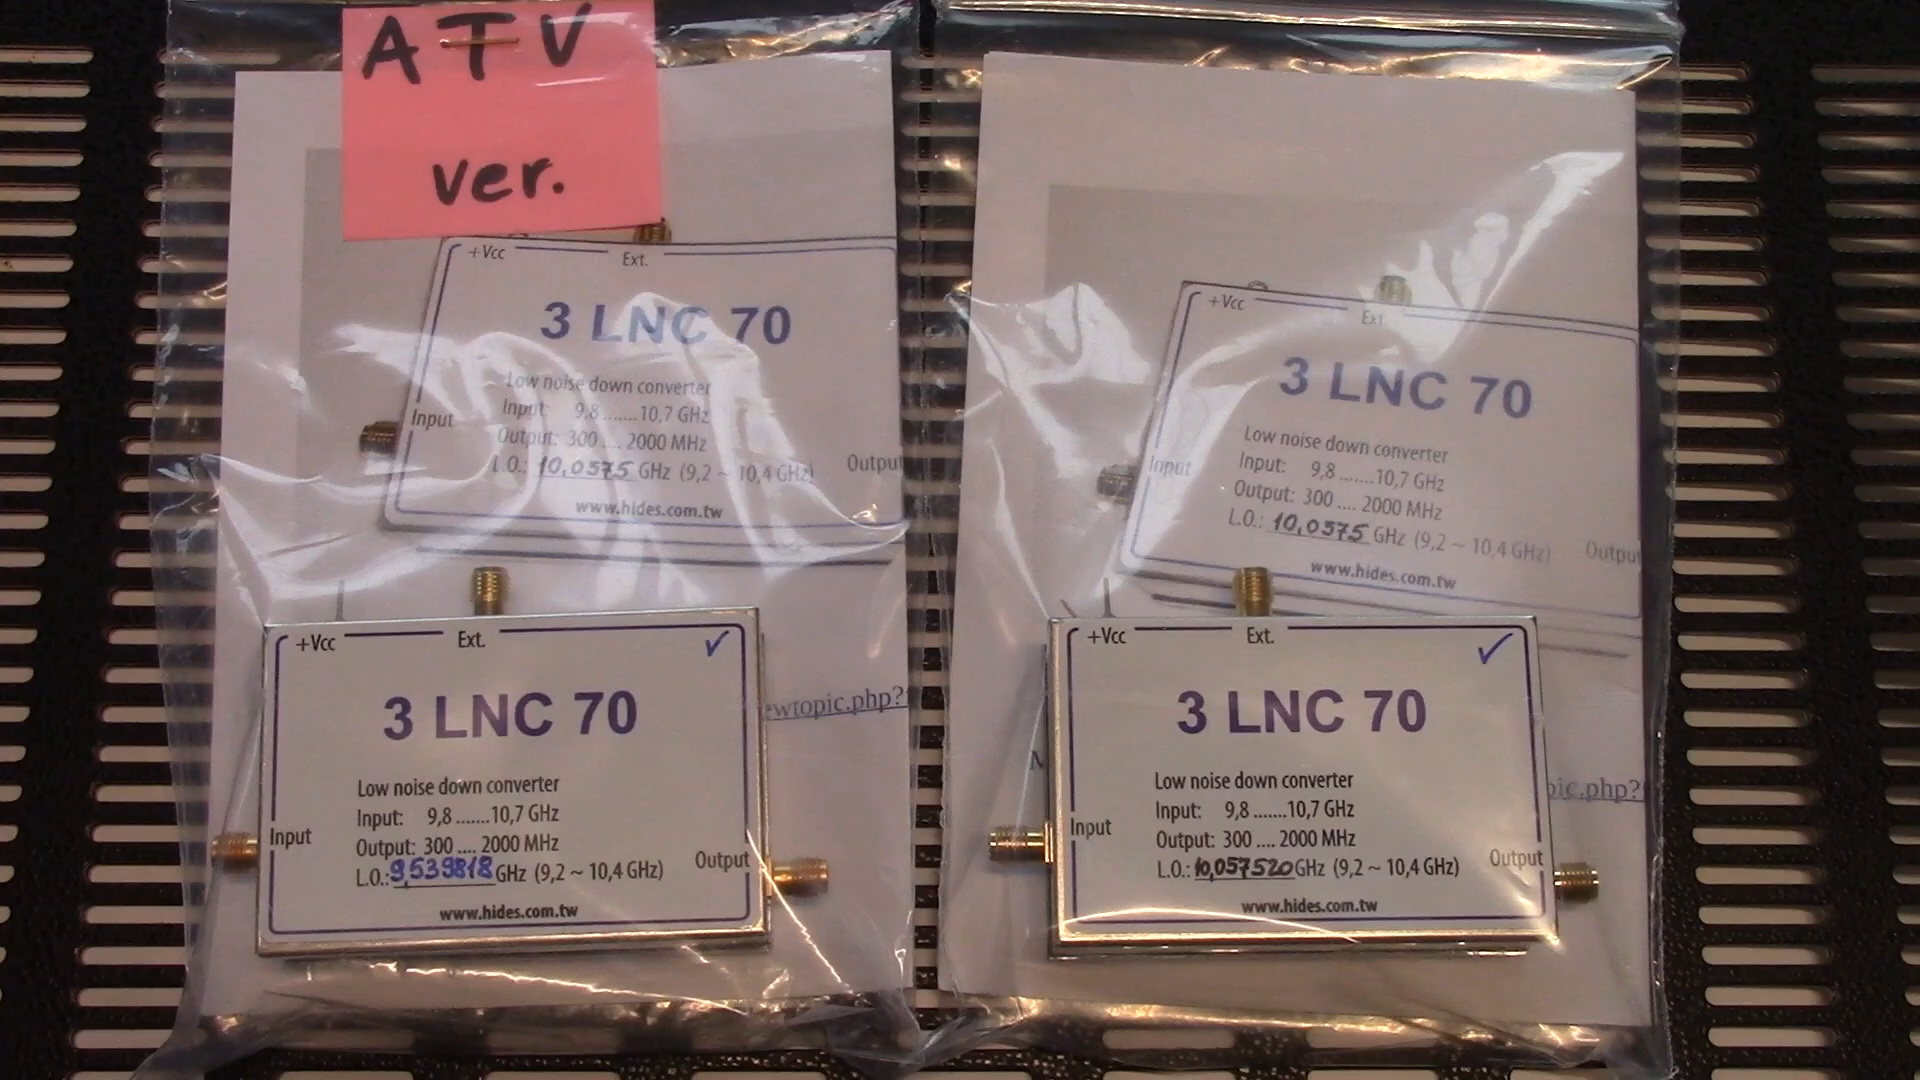 ATV
ver.
+Vcc
Ext.
3 LNC 70
Low noise down converter
Input: 9,8.......10,7 GHz
Input
Output: 300 .... 2000 MHz
L.O.: 10,0575 GHz (9,2 ~ 10,4 GHz)
Output
www.hides.com.tw
+Vcc
Ext.
3 LNC 70
Low noise down converter
Input: 9,8.......10,7 GHz
Input
Output: 300 .... 2000 MHz
L.O.: 10,0575 GHz (9,2 ~ 10,4 GHz)
Output
www.hides.com.tw
ewtopic.php?
+Vcc
Ext.
✓
3 LNC 70
Low noise down converter
Input: 9,8.......10,7 GHz
Input
Output: 300 .... 2000 MHz
Output
L.O.: 9,539818 GHz (9,2 ~ 10,4 GHz)
www.hides.com.tw
pic.php?
+Vcc
Ext.
✓
3 LNC 70
Low noise down converter
Input: 9,8.......10,7 GHz
Input
Output: 300 .... 2000 MHz
Output
L.O.: 10,057520 GHz (9,2 ~ 10,4 GHz)
www.hides.com.tw